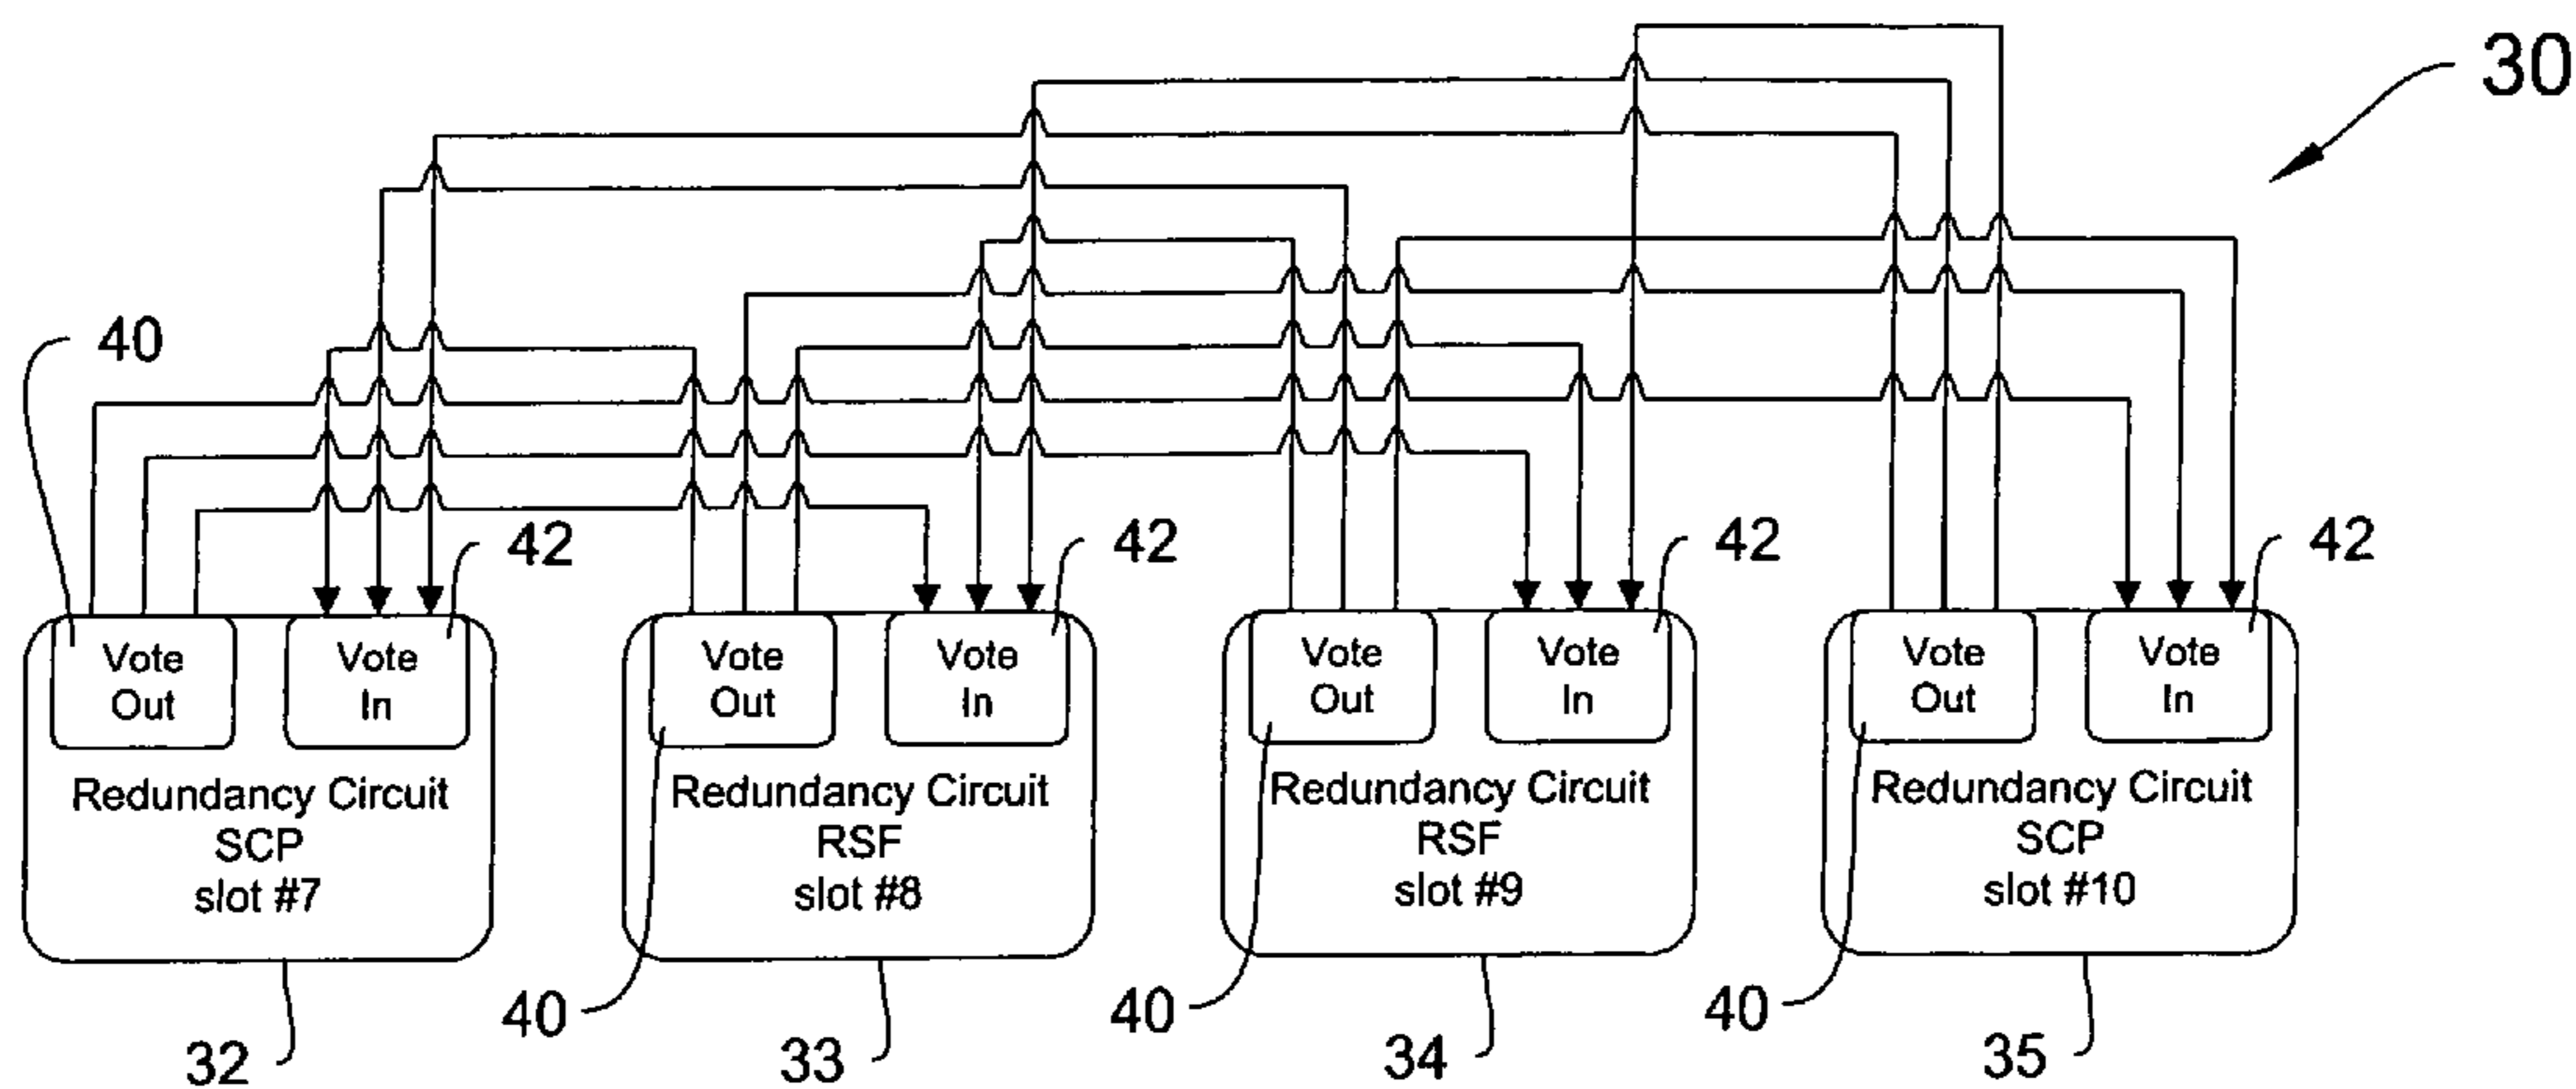 30
40
42
42
42
42
Vote
Out
Vote
In
Vote
Out
Vote
In
Vote
Out
Vote
In
Vote
Out
Vote
In
Redundancy Circuit
SCP
slot #7
Redundancy Circuit
RSF
slot #8
Redundancy Circuit
RSF
slot #9
Redundancy Circuit
SCP
slot #10
40
40
40
32
33
34
35